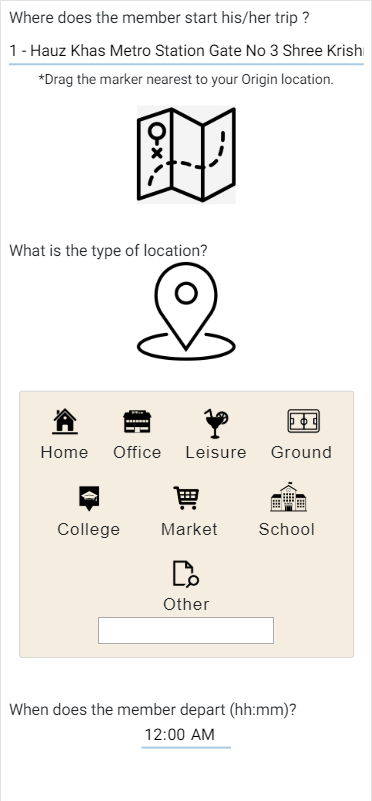 Where does the member start his/her trip ?
1 - Hauz Khas Metro Station Gate No 3 Shree Krish
*Drag the marker nearest to your Origin location.
What is the type of location?
Home Office Leisure Ground
College Market School
Other
When does the member depart (hh:mm)?
12:00 AM